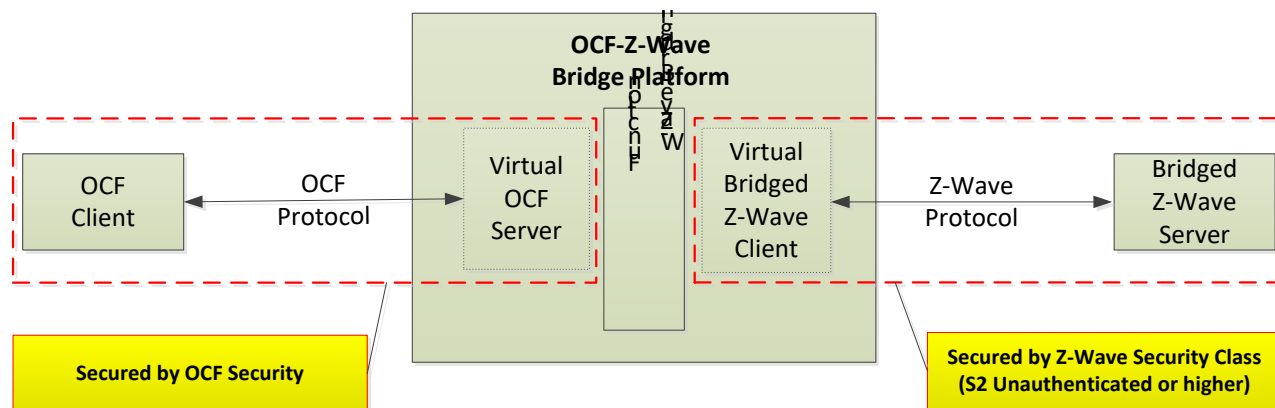 OCF-Z-Wave
Bridge Platform
OCF
Client
OCF
Protocol
Virtual
OCF
Server
Function
Virtual
Bridged
Z-Wave
Client
Z-Wave
Protocol
Bridged
Z-Wave
Server
Secured by OCF Security
Secured by Z-Wave Security Class
(S2 Unauthenticated or higher)